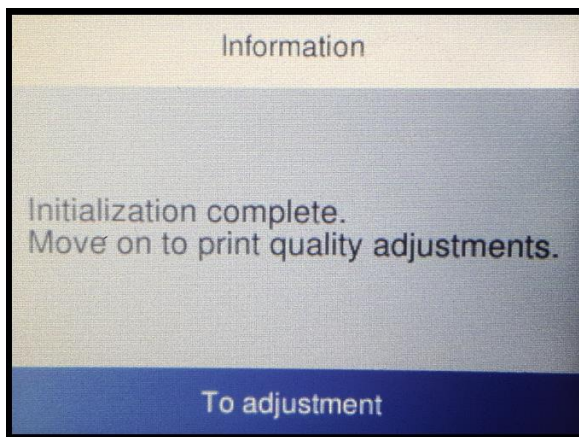 Information
Initialization complete.
Move on to print quality adjustments.
To adjustment